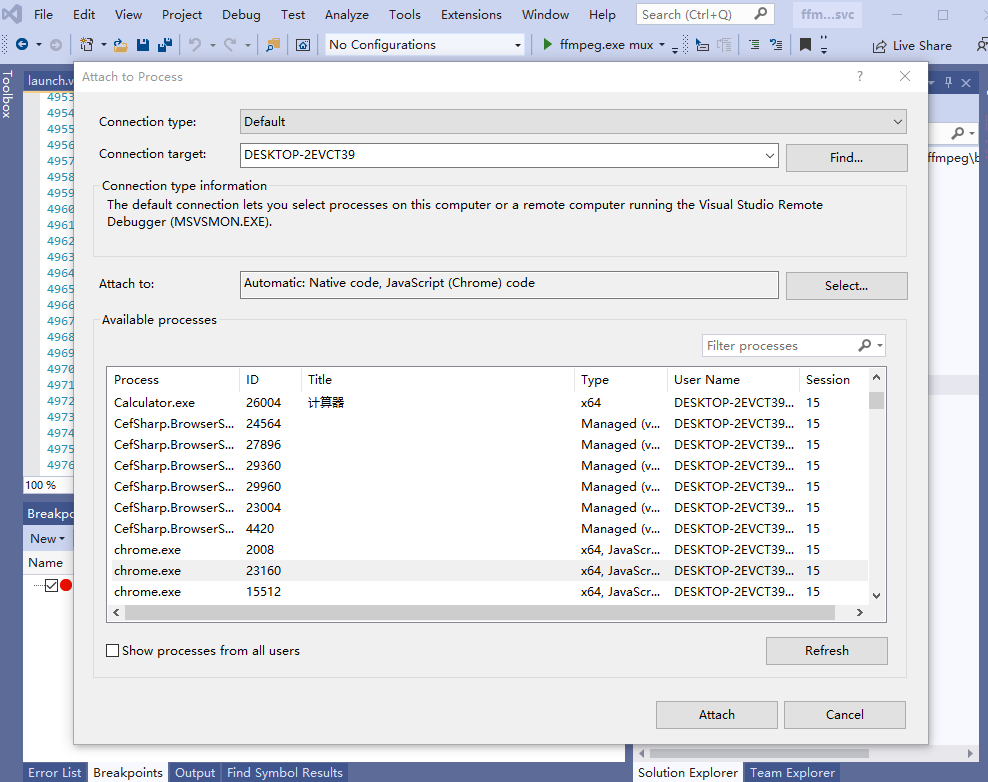 File Edit View Project Debug Test Analyze Tools Extensions Window Help Search (Ctrl+Q) ffm...svc
No Configurations ffmpeg.exe mux Live Share
Toolbox
launch.v
Attach to Process ?
4953
4954
4955
4956
4957
4958
4959
4960
4961
4962
4963
4964
4965
4966
4967
4968
4969
4970
4971
4972
4973
4974
4975
4976
100 %
Connection type: Default
Connection target: DESKTOP-2EVCT39 Find...
ffmpeg\b
Connection type information
The default connection lets you select processes on this computer or a remote computer running the Visual Studio Remote
Debugger (MSVSMON.EXE).
Attach to: Automatic: Native code, JavaScript (Chrome) code Select...
Available processes
Filter processes
Process ID Title Type User Name Session
Calculator.exe 26004 计算器 x64 DESKTOP-2EVCT39... 15
CefSharp.BrowserS... 24564 Managed (v... DESKTOP-2EVCT39... 15
CefSharp.BrowserS... 27896 Managed (v... DESKTOP-2EVCT39... 15
CefSharp.BrowserS... 29360 Managed (v... DESKTOP-2EVCT39... 15
CefSharp.BrowserS... 29960 Managed (v... DESKTOP-2EVCT39... 15
CefSharp.BrowserS... 23004 Managed (v... DESKTOP-2EVCT39... 15
CefSharp.BrowserS... 4420 Managed (v... DESKTOP-2EVCT39... 15
chrome.exe 2008 x64, JavaScr... DESKTOP-2EVCT39... 15
chrome.exe 23160 x64, JavaScr... DESKTOP-2EVCT39... 15
chrome.exe 15512 x64, JavaScr... DESKTOP-2EVCT39... 15
Breakpo
New
Name
Show processes from all users Refresh
Attach Cancel
Error List Breakpoints Output Find Symbol Results Solution Explorer Team Explorer